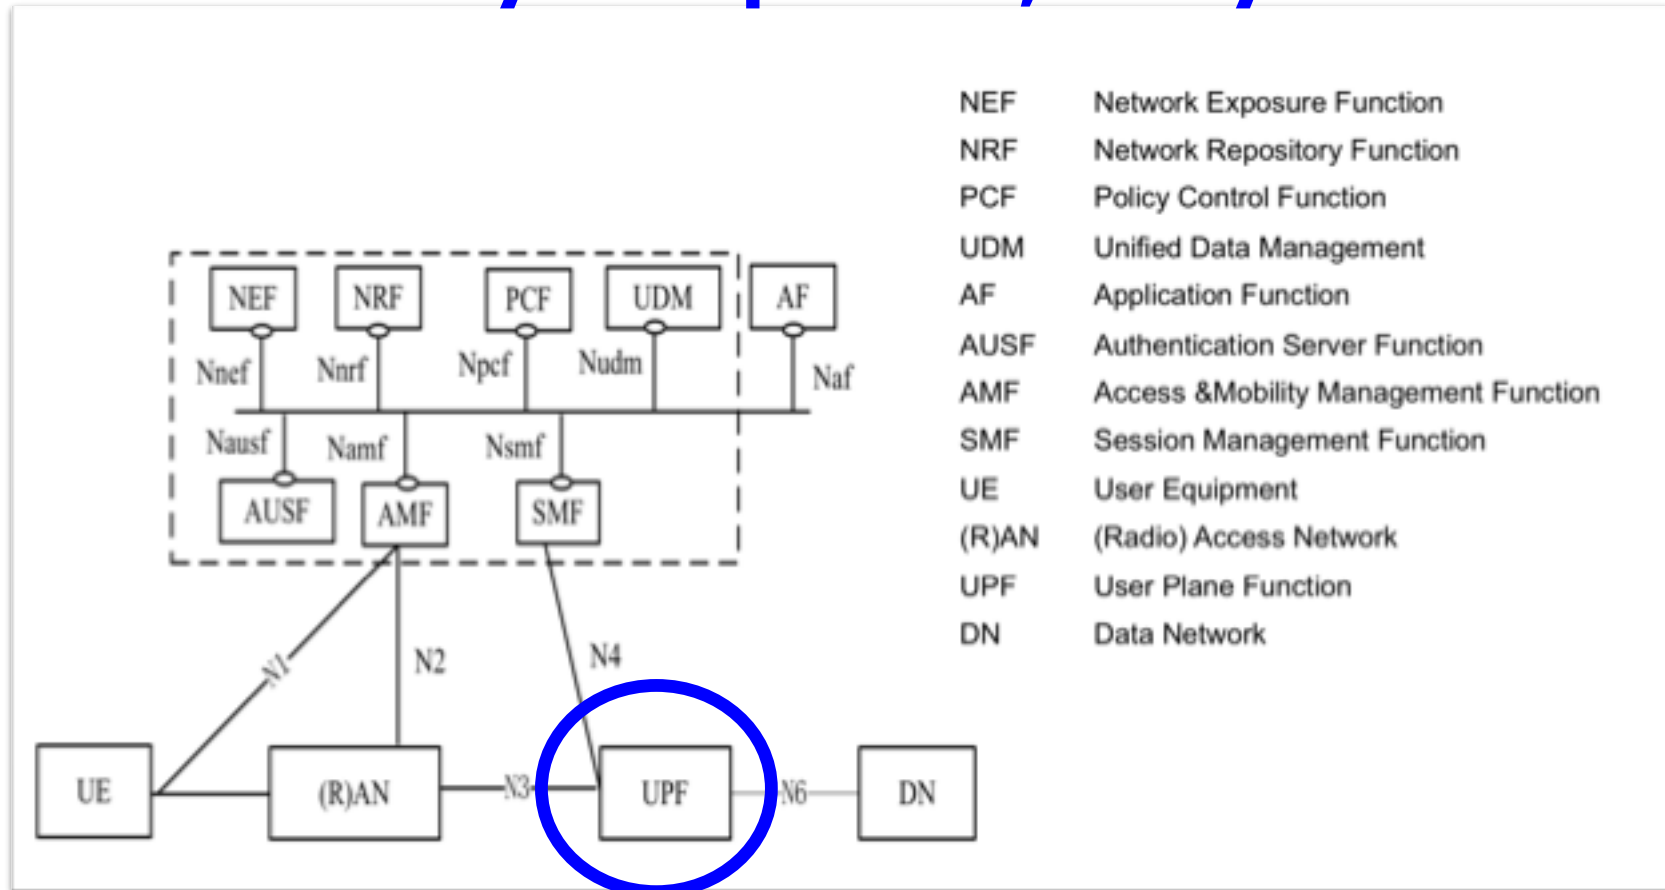 NEF Network Exposure Function
NRF Network Repository Function
PCF Policy Control Function
UDM Unified Data Management
AF Application Function
AUSF Authentication Server Function
AMF Access &Mobility Management Function
SMF Session Management Function
UE User Equipment
(R)AN (Radio) Access Network
UPF User Plane Function
DN Data Network
NEF NRF PCF UDM AF
Nnef Nnrf Npcf Nudm Naf
Nausf Namf Nsmf
AUSF AMF SMF
N1 N2 N4
UE (R)AN N3 UPF N6 DN